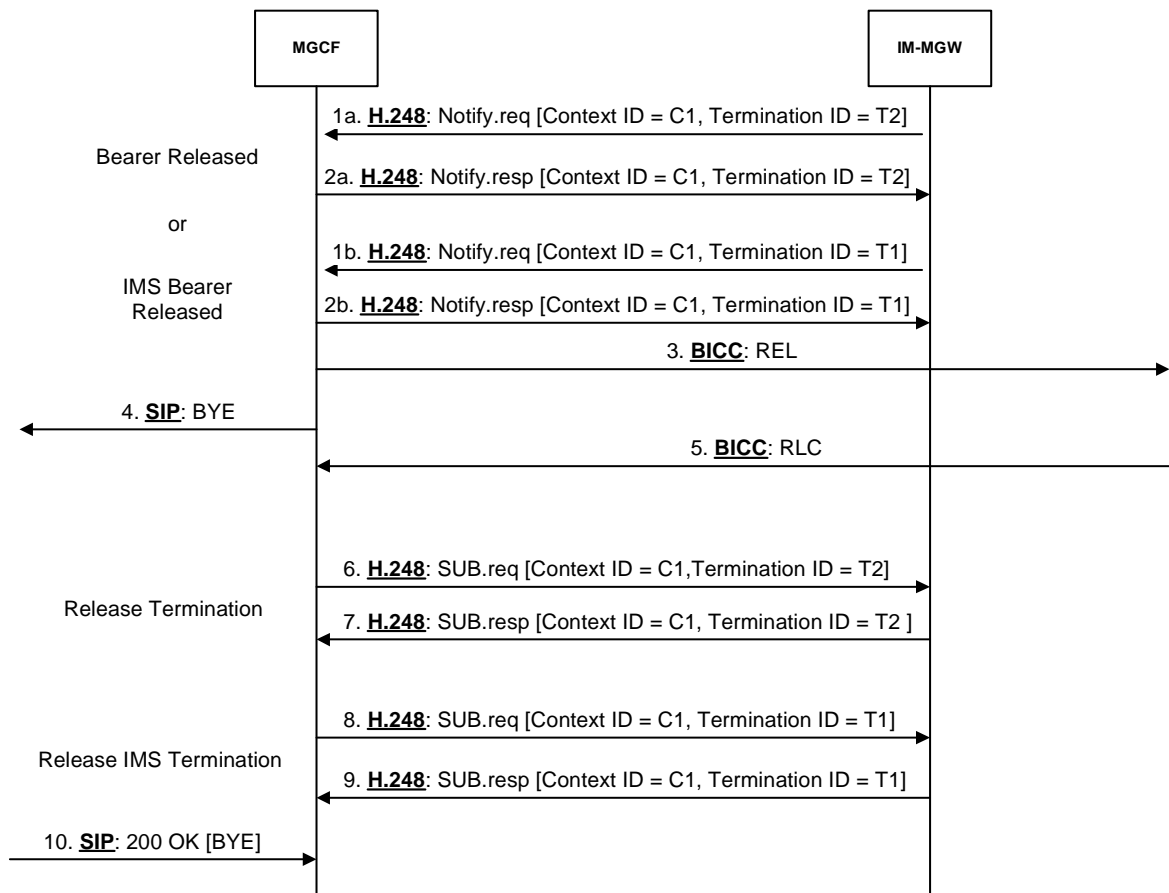 MGCF
IM-MGW
1a. H.248: Notify.req [Context ID = C1, Termination ID = T2]
Bearer Released
2a. H.248: Notify.resp [Context ID = C1, Termination ID = T2]
or
1b. H.248: Notify.req [Context ID = C1, Termination ID = T1]
IMS Bearer
Released
2b. H.248: Notify.resp [Context ID = C1, Termination ID = T1]
3. BICC: REL
4. SIP: BYE
5. BICC: RLC
6. H.248: SUB.req [Context ID = C1,Termination ID = T2]
Release Termination
7. H.248: SUB.resp [Context ID = C1, Termination ID = T2 ]
8. H.248: SUB.req [Context ID = C1, Termination ID = T1]
Release IMS Termination
9. H.248: SUB.resp [Context ID = C1, Termination ID = T1]
10. SIP: 200 OK [BYE]